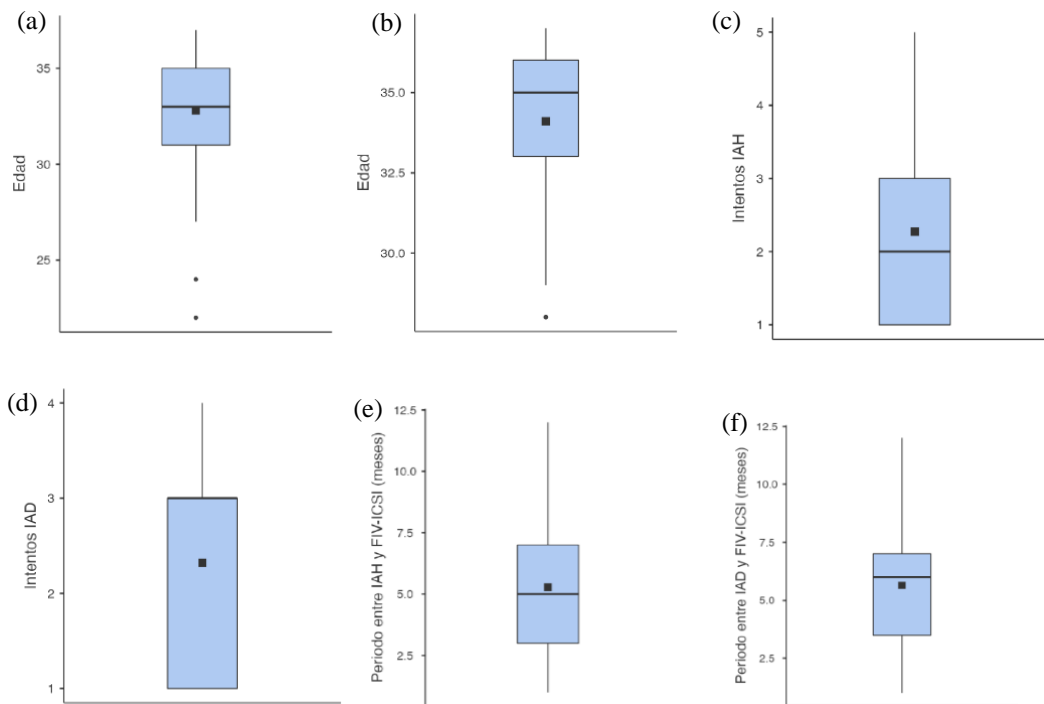 (a)
Edad
35
30
25
(b)
Edad
35.0
32.5
30.0
(c)
Intentos IAH
5
4
3
2
1
(d)
Intentos IAD
4
3
2
1
(e)
Periodo entre IAH y FIV-ICSI (meses)
12.5
10.0
7.5
5.0
2.5
(f)
Periodo entre IAD y FIV-ICSI (meses)
12.5
10.0
7.5
5.0
2.5